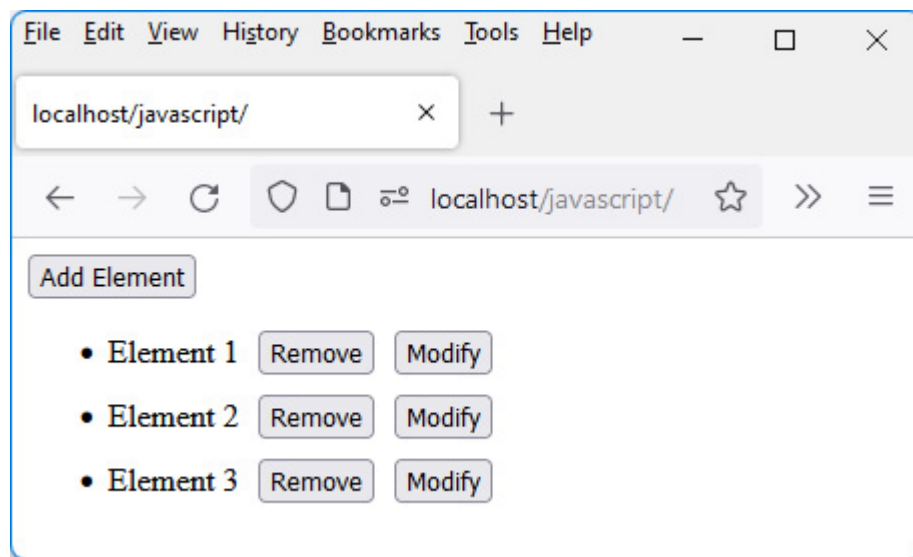 File Edit View History Bookmarks Tools Help
localhost/javascript/
localhost/javascript/
Add Element
• Element 1 Remove Modify
• Element 2 Remove Modify
• Element 3 Remove Modify